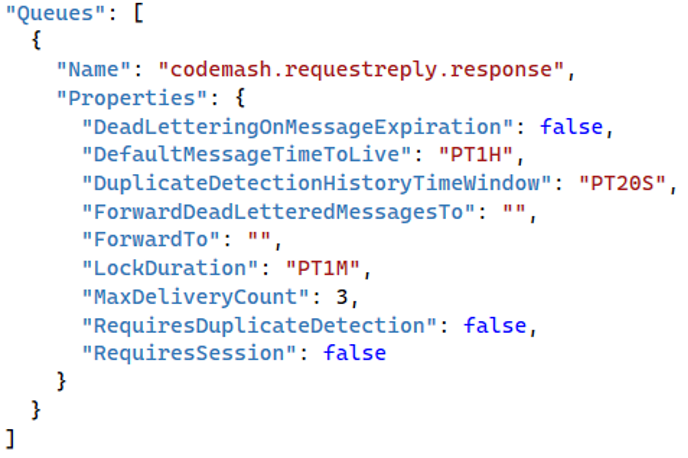 "Queues": [
  {
    "Name": "codemash.requestreply.response",
    "Properties": {
      "DeadLetteringOnMessageExpiration": false,
      "DefaultMessageTimeToLive": "PT1H",
      "DuplicateDetectionHistoryTimeWindow": "PT20S",
      "ForwardDeadLetteredMessagesTo": "",
      "ForwardTo": "",
      "LockDuration": "PT1M",
      "MaxDeliveryCount": 3,
      "RequiresDuplicateDetection": false,
      "RequiresSession": false
    }
  }
]